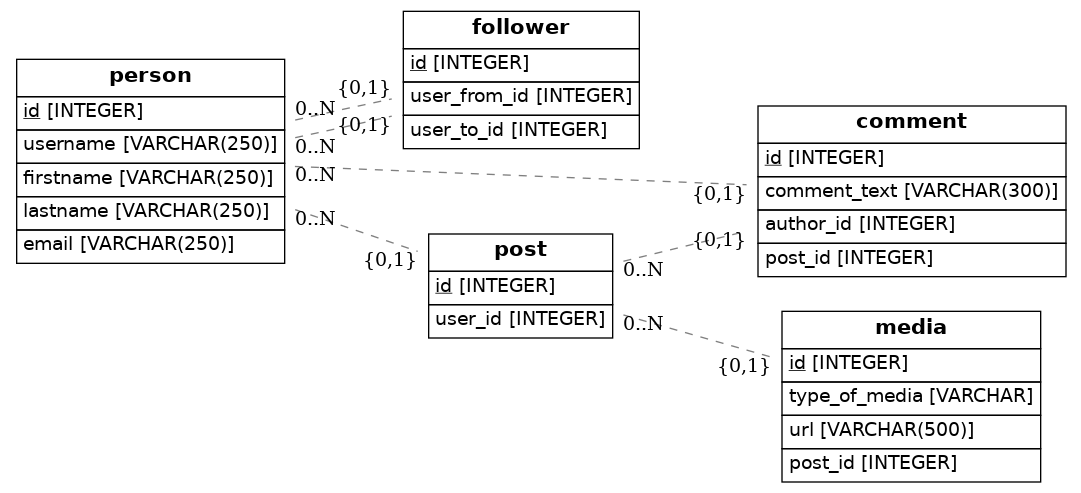 follower
id [INTEGER]
user_from_id [INTEGER]
user_to_id [INTEGER]
person
id [INTEGER]
username [VARCHAR(250)]
firstname [VARCHAR(250)]
lastname [VARCHAR(250)]
email [VARCHAR(250)]
{0,1}
0..N
{0,1}
0..N
0..N
{0,1}
0..N
{0,1}
comment
id [INTEGER]
comment_text [VARCHAR(300)]
author_id [INTEGER]
post_id [INTEGER]
post
id [INTEGER]
user_id [INTEGER]
{0,1}
0..N
0..N
{0,1}
media
id [INTEGER]
type_of_media [VARCHAR]
url [VARCHAR(500)]
post_id [INTEGER]